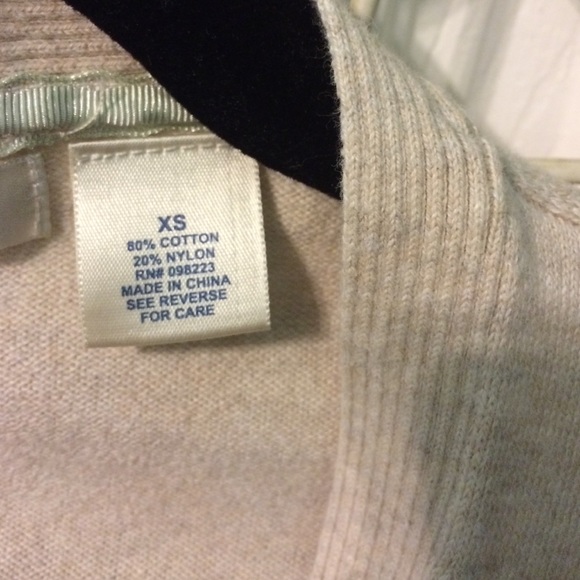 XS
80% COTTON
20% NYLON
RN# 098223
MADE IN CHINA
SEE REVERSE
FOR CARE